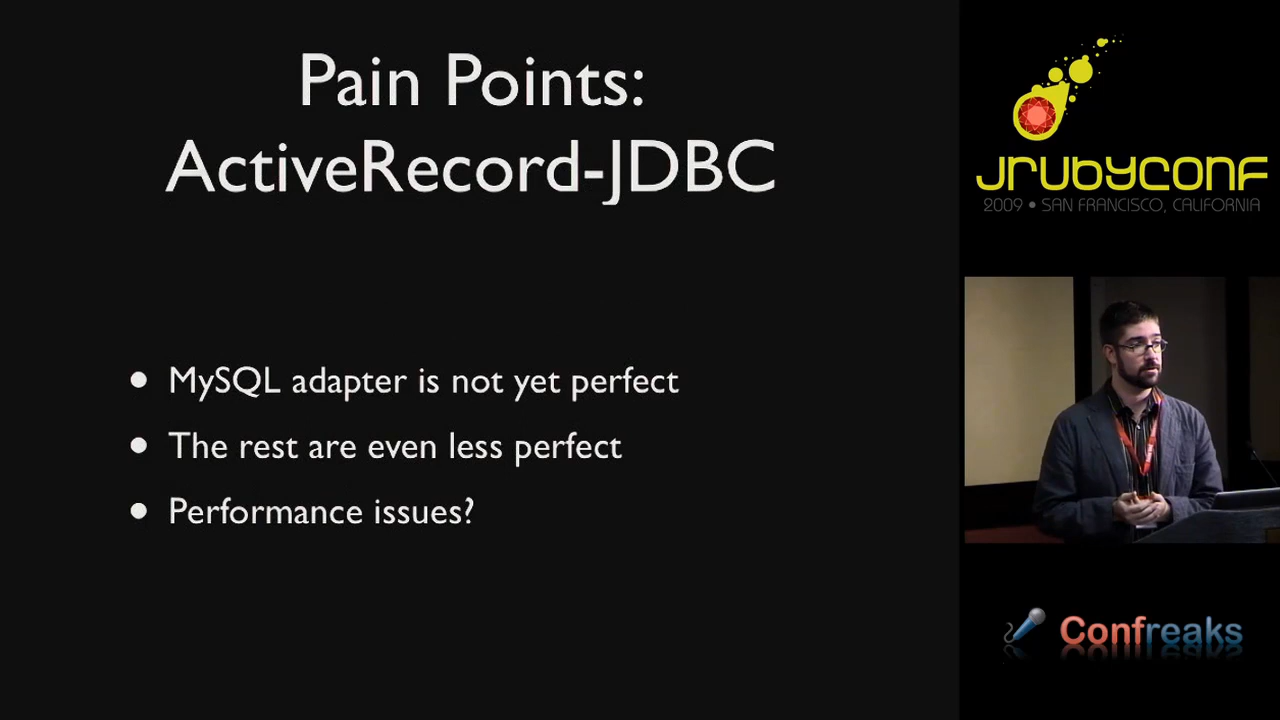 Pain Points:
ActiveRecord-JDBC
• MySQL adapter is not yet perfect
• The rest are even less perfect
• Performance issues?
JRubyConf
2009 • SAN FRANCISCO, CALIFORNIA
Confreaks